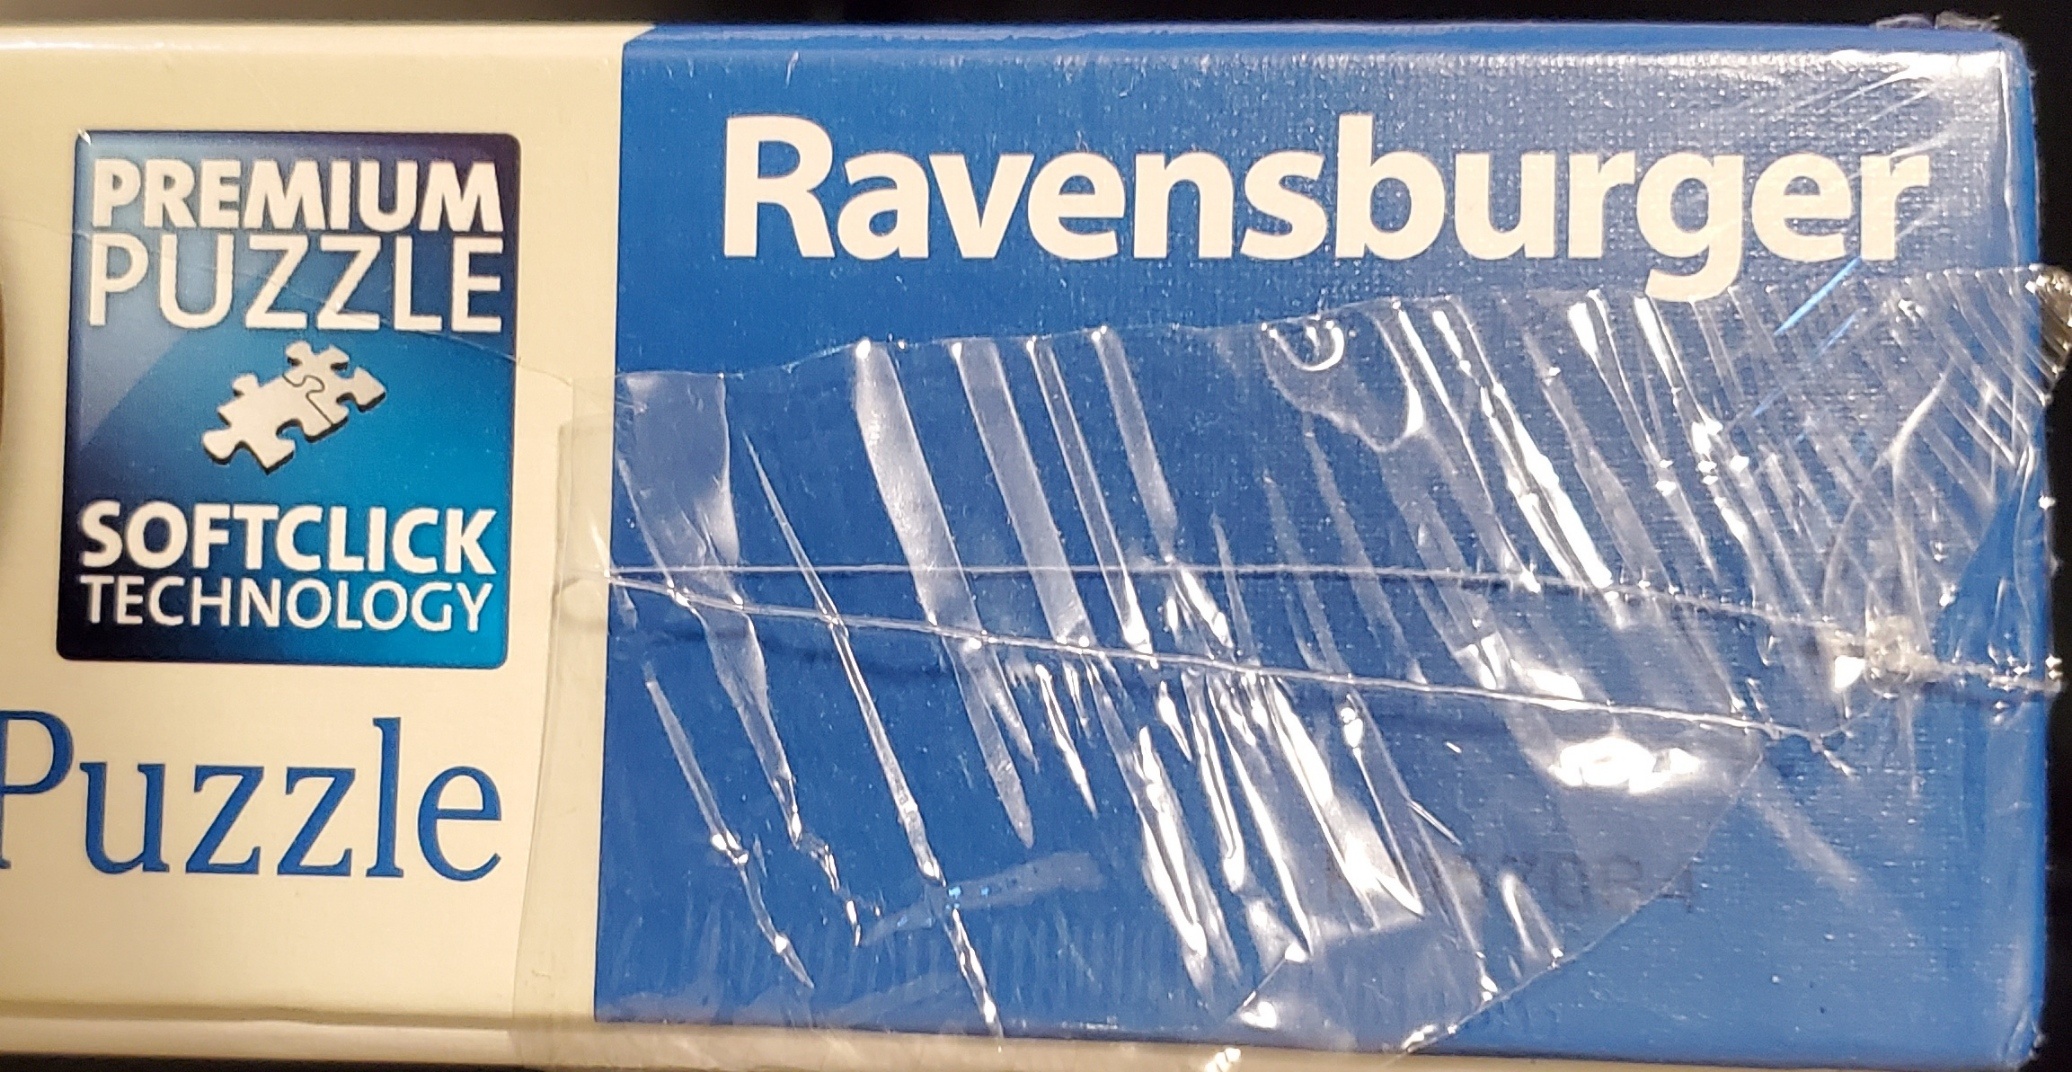 PREMIUM
PUZZLE
SOFTCLICK
TECHNOLOGY
Puzzle
Ravensburger